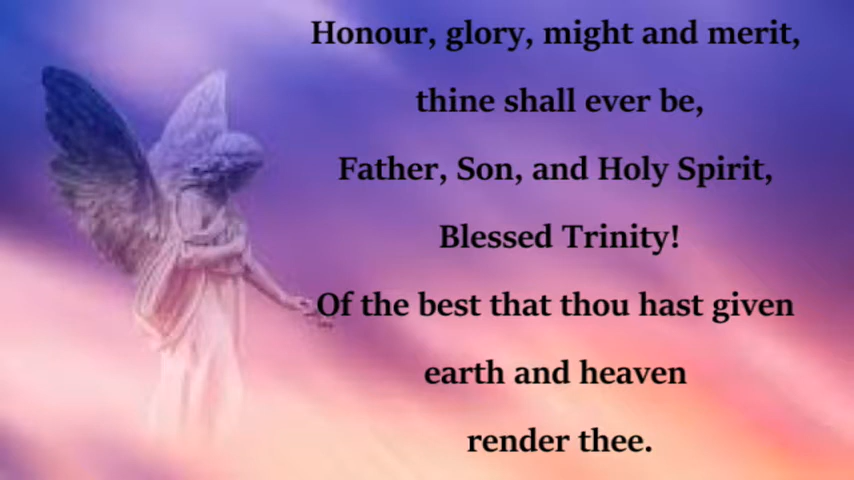 Honour, glory, might and merit,
thine shall ever be,
Father, Son, and Holy Spirit,
Blessed Trinity!
Of the best that thou hast given
earth and heaven
render thee.